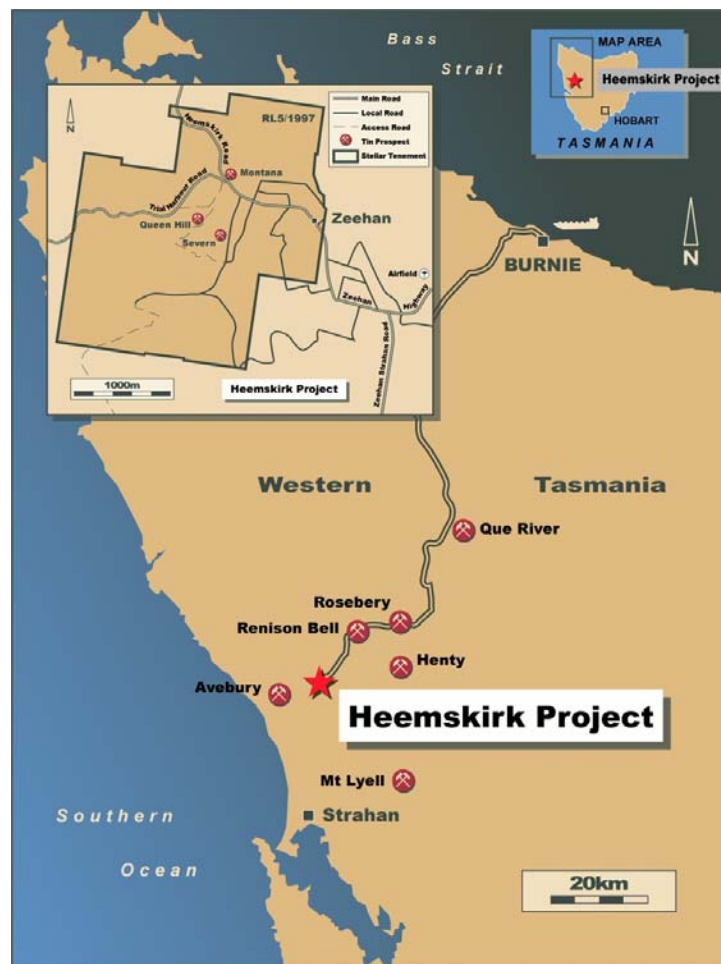 Bass
Strait
MAP AREA
Heemskirk Project
HOBART
TASMANIA
N
RL5/1997
Heemskirk Road
Main Road
Local Road
Access Road
Tin Prospect
Stellar Tenement
Montana
Trial Harbour Road
Queen Hill
Severn
Zeehan
Airfield
Zeehan
Highway
Zeehan Strahan Road
1000m
Heemskirk Project
N
BURNIE
Western
Tasmania
Que River
Rosebery
Renison Bell
Henty
Avebury
Heemskirk Project
Mt Lyell
Strahan
Southern
Ocean
20km